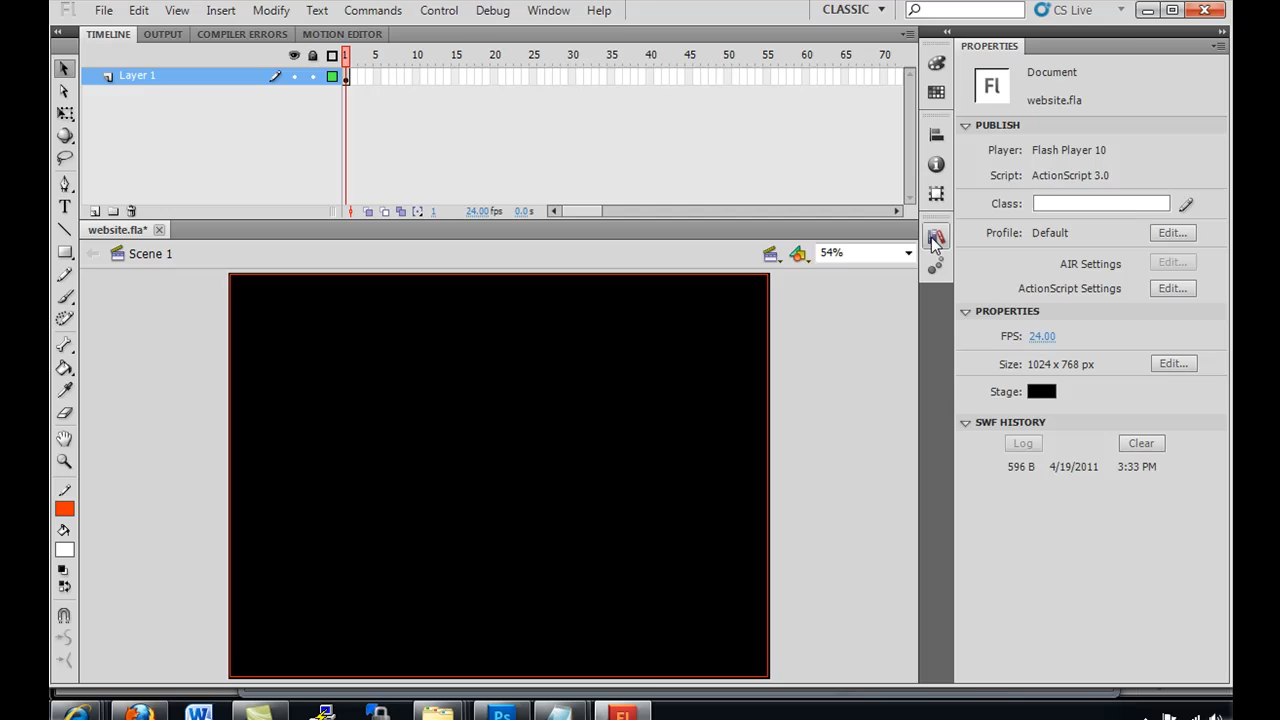 Fl File Edit View Insert Modify Text Commands Control Debug Window Help CLASSIC CS Live
TIMELINE OUTPUT COMPILER ERRORS MOTION EDITOR
1 5 10 15 20 25 30 35 40 45 50 55 60 65 70
Layer 1
1 24.00 fps 0.0 s
website.fla*
Scene 1
54%
PROPERTIES
Fl
Document
website.fla
PUBLISH
Player: Flash Player 10
Script: ActionScript 3.0
Class:
Profile: Default Edit...
AIR Settings Edit...
ActionScript Settings Edit...
PROPERTIES
FPS: 24.00
Size: 1024 x 768 px Edit...
Stage:
SWF HISTORY
Log Clear
596 B 4/19/2011 3:33 PM
W Ps Fl